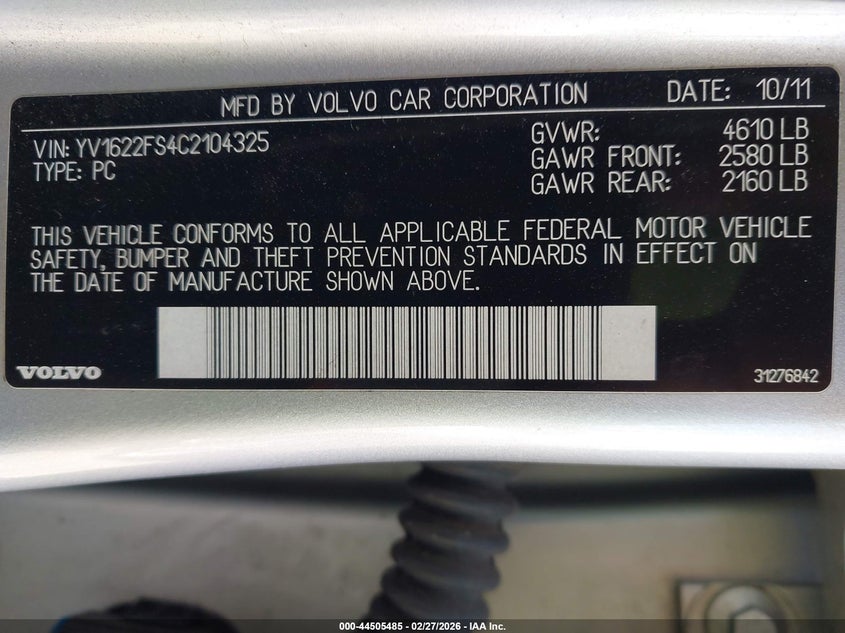 MFD BY VOLVO CAR CORPORATION DATE: 10/11
VIN: YV1622FS4C2104325 GVWR: 4610 LB
TYPE: PC GAWR FRONT: 2580 LB
GAWR REAR: 2160 LB
THIS VEHICLE CONFORMS TO ALL APPLICABLE FEDERAL MOTOR VEHICLE
SAFETY, BUMPER AND THEFT PREVENTION STANDARDS IN EFFECT ON
THE DATE OF MANUFACTURE SHOWN ABOVE.
VOLVO 31276842
000-44505485 - 02/27/2026 - IAA Inc.